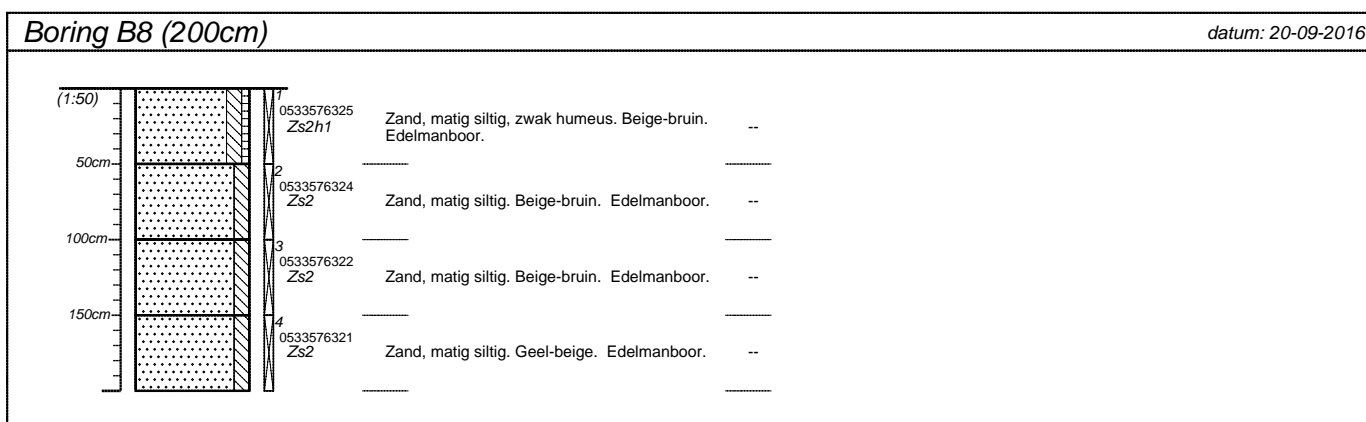 Boring B8 (200cm)
datum: 20-09-2016
(1:50)
1
0533576325
Zs2h1
Zand, matig siltig, zwak humeus. Beige-bruin.
Edelmanboor.
--
50cm
2
0533576324
Zs2
Zand, matig siltig. Beige-bruin. Edelmanboor.
--
100cm
3
0533576322
Zs2
Zand, matig siltig. Beige-bruin. Edelmanboor.
--
150cm
4
0533576321
Zs2
Zand, matig siltig. Geel-beige. Edelmanboor.
--